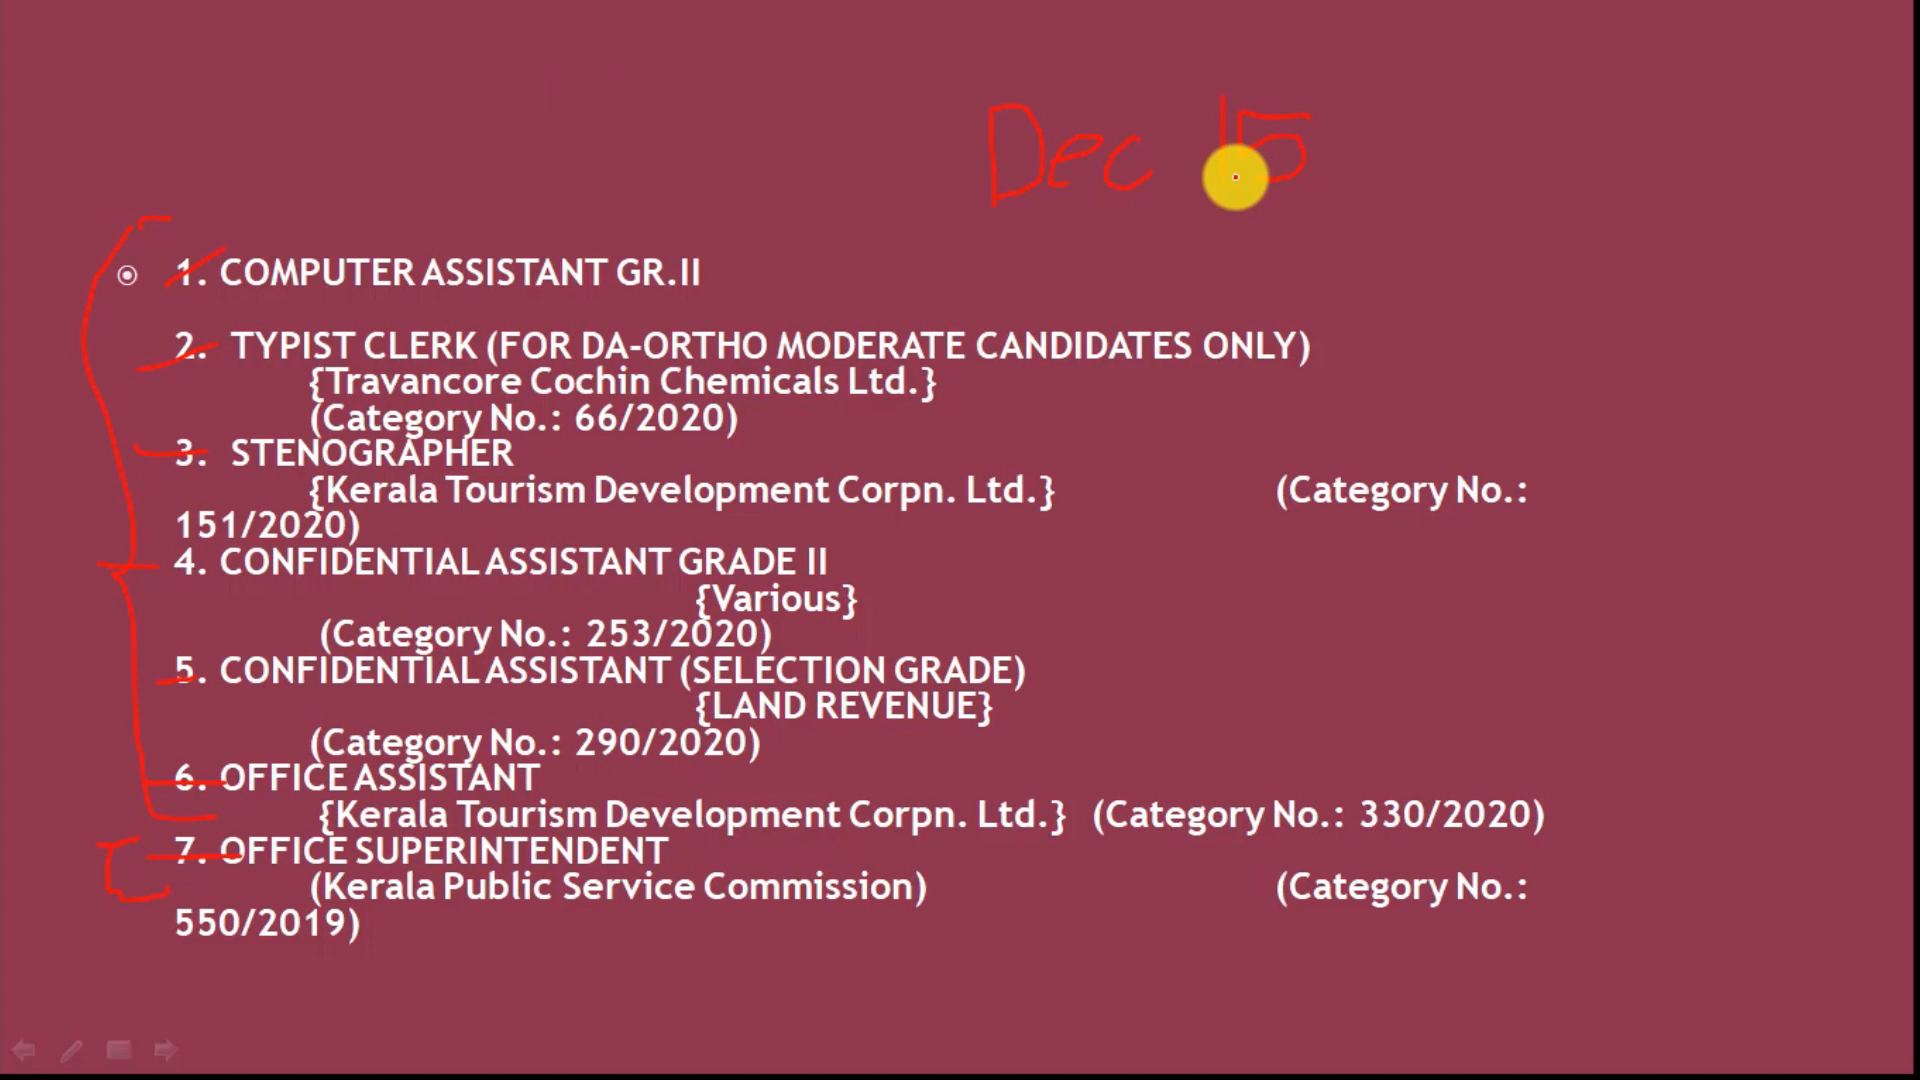 Dec 15
1. COMPUTER ASSISTANT GR.II
2. TYPIST CLERK (FOR DA-ORTHO MODERATE CANDIDATES ONLY)
{Travancore Cochin Chemicals Ltd.}
(Category No.: 66/2020)
3. STENOGRAPHER
{Kerala Tourism Development Corpn. Ltd.} (Category No.:
151/2020)
4. CONFIDENTIAL ASSISTANT GRADE II
{Various}
(Category No.: 253/2020)
5. CONFIDENTIAL ASSISTANT (SELECTION GRADE)
{LAND REVENUE}
(Category No.: 290/2020)
6. OFFICE ASSISTANT
{Kerala Tourism Development Corpn. Ltd.} (Category No.: 330/2020)
7. OFFICE SUPERINTENDENT
(Kerala Public Service Commission) (Category No.:
550/2019)